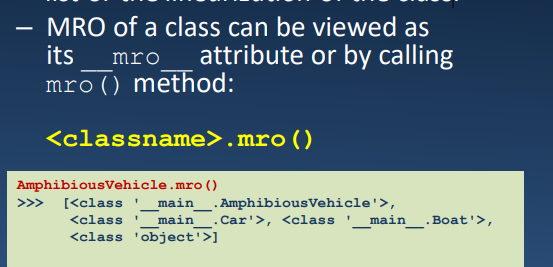 – MRO of a class can be viewed as
its __mro__ attribute or by calling
mro() method:
<classname>.mro()
AmphibiousVehicle.mro()
>>> [<class '__main__.AmphibiousVehicle'>,
<class '__main__.Car'>, <class '__main__.Boat'>,
<class 'object'>]